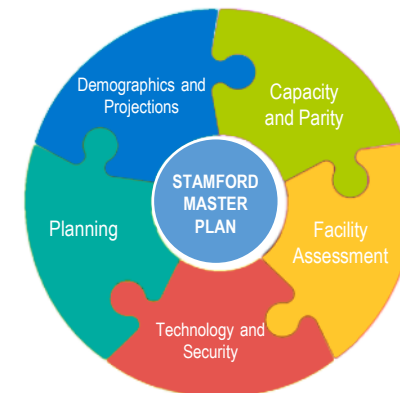 Demographics and
Projections
Capacity
and Parity
STAMFORD
MASTER
PLAN
Planning
Facility
Assessment
Technology and
Security